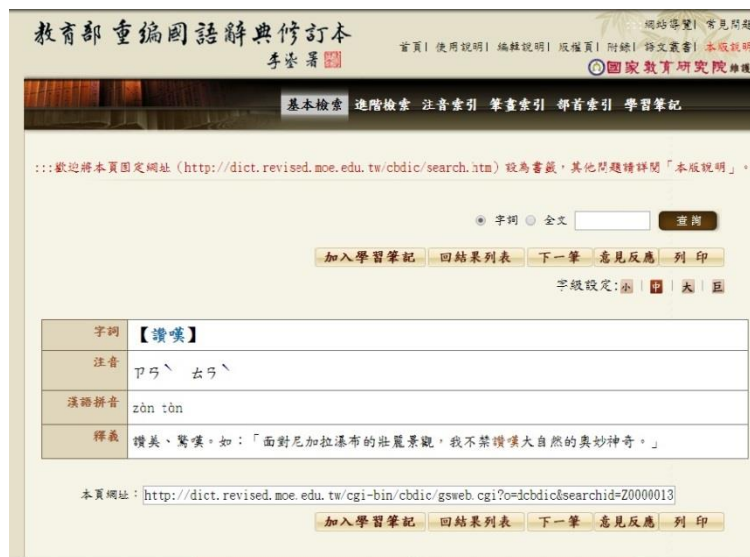 :::網站導覽| 常見問題
教育部 重編國語辭典修訂本
李鍌 署
首頁| 使用說明| 編輯說明| 版權頁| 附錄| 語文叢書| 本版說明
國家教育研究院維護
基本檢索 進階檢索 注音索引 筆畫索引 部首索引 學習筆記
:::歡迎將本頁固定網址(http://dict.revised.moe.edu.tw/cbdic/search.htm)設為書籤,其他問題請詳閱「本版說明」。
字詞 全文 查詢
加入學習筆記 回結果列表 下一筆 意見反應 列印
字級設定:小|中|大|巨
字詞 【讚嘆】
注音 ㄗㄢˋ ㄊㄢˋ
漢語拼音 zàn tàn
釋義 讚美、驚嘆。如:「面對尼加拉瀑布的壯麗景觀,我不禁讚嘆大自然的奧妙神奇。」
本頁網址:http://dict.revised.moe.edu.tw/cgi-bin/cbdic/gsweb.cgi?o=dcbdic&searchid=Z0000013
加入學習筆記 回結果列表 下一筆 意見反應 列印